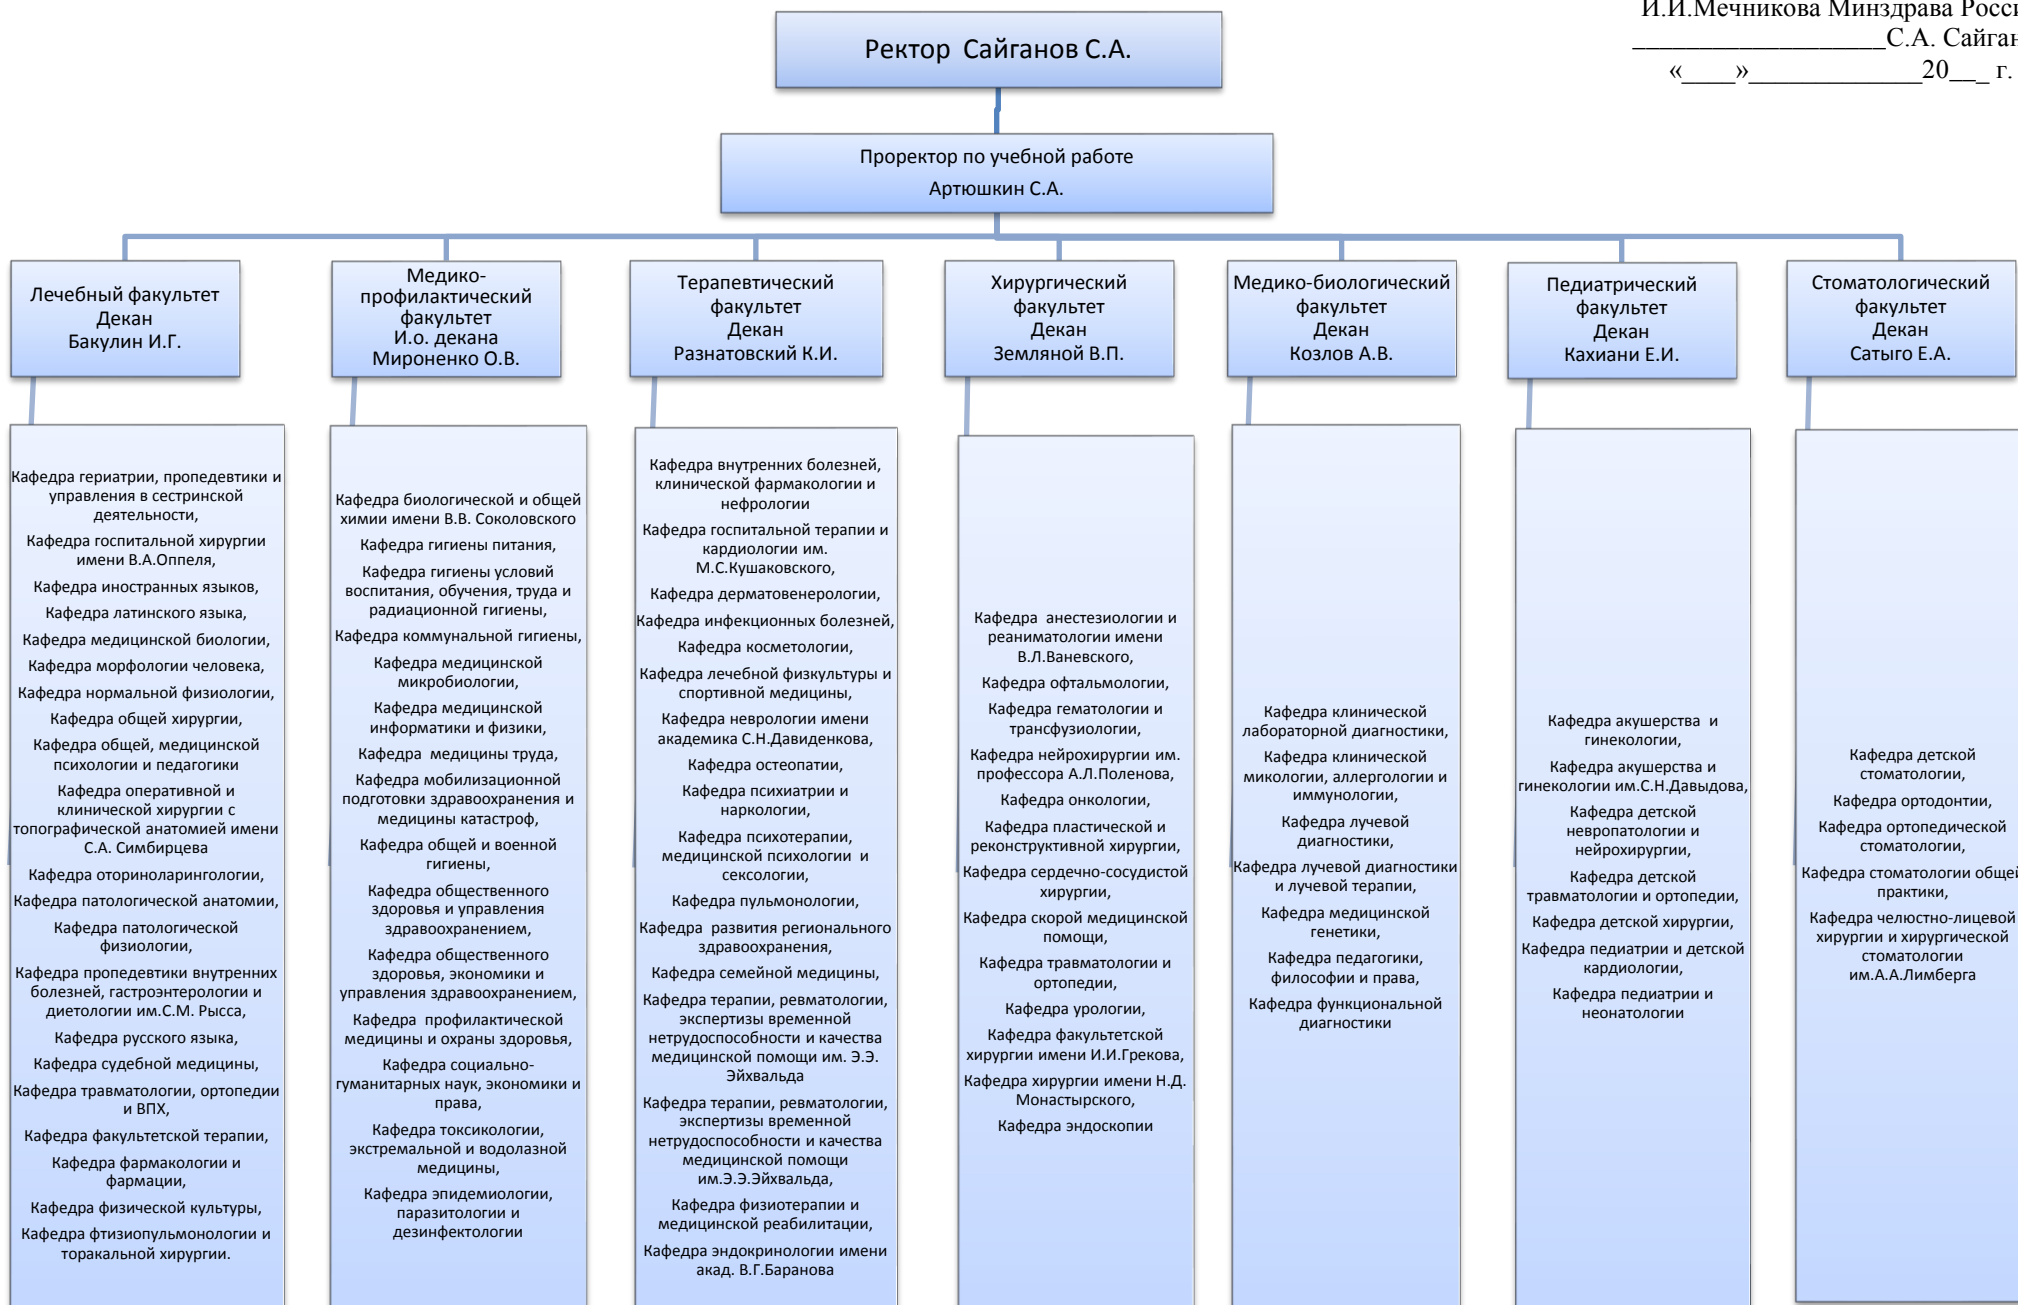 И.И.Мечникова Минздрава
___________________С.А.
«____»_____________20___ г.
Ректор Сайганов С.А.
Проректор по учебной работе
Артюшкин С.А.
Лечебный факультет
Декан
Бакулин И.Г.
Медико-
профилактический
факультет
И.о. декана
Мироненко О.В.
Терапевтический
факультет
Декан
Разнатовский К.И.
Хирургический
факультет
Декан
Земляной В.П.
Медико-биологический
факультет
Декан
Козлов А.В.
Педиатрический
факультет
Декан
Кахиани Е.И.
Стоматологический
факультет
Декан
Сатыго Е.А.
Кафедра гериатрии, пропедевтики и
управления в сестринской
деятельности,
Кафедра госпитальной хирургии
имени В.А.Оппеля,
Кафедра иностранных языков,
Кафедра латинского языка,
Кафедра медицинской биологии,
Кафедра морфологии человека,
Кафедра нормальной физиологии,
Кафедра общей хирургии,
Кафедра общей, медицинской
психологии и педагогики
Кафедра оперативной и
клинической хирургии с
топографической анатомией имени
С.А. Симбирцева
Кафедра оториноларингологии,
Кафедра патологической анатомии,
Кафедра патологической
физиологии,
Кафедра пропедевтики внутренних
болезней, гастроэнтерологии и
диетологии им.С.М. Рысса,
Кафедра русского языка,
Кафедра судебной медицины,
Кафедра травматологии, ортопедии
и ВПХ,
Кафедра факультетской терапии,
Кафедра фармакологии и
фармации,
Кафедра физической культуры,
Кафедра фтизиопульмонологии и
торакальной хирургии.
Кафедра биологической и общей
химии имени В.В. Соколовского
Кафедра гигиены питания,
Кафедра гигиены условий
воспитания, обучения, труда и
радиационной гигиены,
Кафедра коммунальной гигиены,
Кафедра медицинской
микробиологии,
Кафедра медицинской
информатики и физики,
Кафедра медицины труда,
Кафедра мобилизационной
подготовки здравоохранения и
медицины катастроф,
Кафедра общей и военной
гигиены,
Кафедра общественного
здоровья и управления
здравоохранением,
Кафедра общественного
здоровья, экономики и
управления здравоохранением,
Кафедра профилактической
медицины и охраны здоровья,
Кафедра социально-
гуманитарных наук, экономики и
права,
Кафедра токсикологии,
экстремальной и водолазной
медицины,
Кафедра эпидемиологии,
паразитологии и
дезинфектологии
Кафедра внутренних болезней,
клинической фармакологии и
нефрологии
Кафедра госпитальной терапии и
кардиологии им.
М.С.Кушаковского,
Кафедра дерматовенерологии,
Кафедра инфекционных болезней,
Кафедра косметологии,
Кафедра лечебной физкультуры и
спортивной медицины,
Кафедра неврологии имени
академика С.Н.Давиденкова,
Кафедра остеопатии,
Кафедра психиатрии и
наркологии,
Кафедра психотерапии,
медицинской психологии и
сексологии,
Кафедра пульмонологии,
Кафедра развития регионального
здравоохранения,
Кафедра семейной медицины,
Кафедра терапии, ревматологии,
экспертизы временной
нетрудоспособности и качества
медицинской помощи им. Э.Э.
Эйхвальда
Кафедра терапии, ревматологии,
экспертизы временной
нетрудоспособности и качества
медицинской помощи
им.Э.Э.Эйхвальда,
Кафедра физиотерапии и
медицинской реабилитации,
Кафедра эндокринологии имени
акад. В.Г.Баранова
Кафедра анестезиологии и
реаниматологии имени
В.Л.Ваневского,
Кафедра офтальмологии,
Кафедра гематологии и
трансфузиологии,
Кафедра нейрохирургии им.
профессора А.Л.Поленова,
Кафедра онкологии,
Кафедра пластической и
реконструктивной хирургии,
Кафедра сердечно-сосудистой
хирургии,
Кафедра скорой медицинской
помощи,
Кафедра травматологии и
ортопедии,
Кафедра урологии,
Кафедра факультетской
хирургии имени И.И.Грекова,
Кафедра хирургии имени Н.Д.
Монастырского,
Кафедра эндоскопии
Кафедра клинической
лабораторной диагностики,
Кафедра клинической
микологии, аллергологии и
иммунологии,
Кафедра лучевой
диагностики,
Кафедра лучевой диагностики
и лучевой терапии,
Кафедра медицинской
генетики,
Кафедра педагогики,
философии и права,
Кафедра функциональной
диагностики
Кафедра акушерства и
гинекологии,
Кафедра акушерства и
гинекологии им.С.Н.Давыдова,
Кафедра детской
невропатологии и
нейрохирургии,
Кафедра детской
травматологии и ортопедии,
Кафедра детской хирургии,
Кафедра педиатрии и детской
кардиологии,
Кафедра педиатрии и
неонатологии
Кафедра детской
стоматологии,
Кафедра ортодонтии,
Кафедра ортопедической
стоматологии,
Кафедра стоматологии общей
практики,
Кафедра челюстно-лицевой
хирургии и хирургической
стоматологии
им.А.А.Лимберга